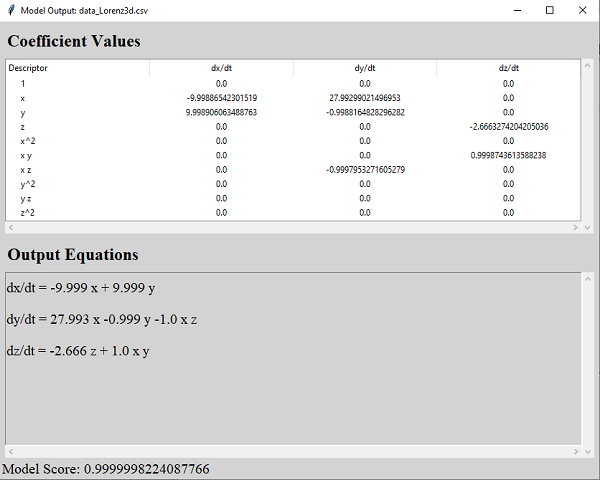 Model Output: data_Lorenz3d.csv
Coefficient Values
Descriptor dx/dt dy/dt dz/dt
1 0.0 0.0 0.0
x -9.99886542301519 27.99299021496953 0.0
y 9.998906063488763 -0.9988164828296282 0.0
z 0.0 0.0 -2.6663274204205036
x^2 0.0 0.0 0.0
x y 0.0 0.0 0.9998743613588238
x z 0.0 -0.9997953271605279 0.0
y^2 0.0 0.0 0.0
y z 0.0 0.0 0.0
z^2 0.0 0.0 0.0
Output Equations
dx/dt = -9.999 x + 9.999 y
dy/dt = 27.993 x -0.999 y -1.0 x z
dz/dt = -2.666 z + 1.0 x y
Model Score: 0.9999998224087766